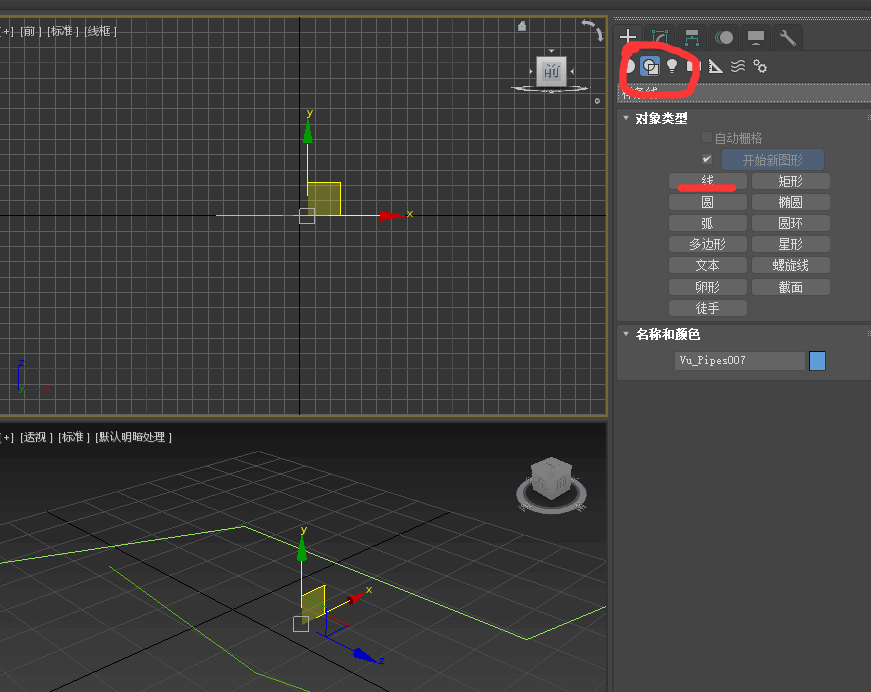 [+] [前] [标准] [线框]
前
y
x
z
样条线
对象类型
自动栅格
开始新图形
线 矩形
圆 椭圆
弧 圆环
多边形 星形
文本 螺旋线
卵形 截面
徒手
名称和颜色
Vu_Pipes007
[+] [透视] [标准] [默认明暗处理]
y
x
z